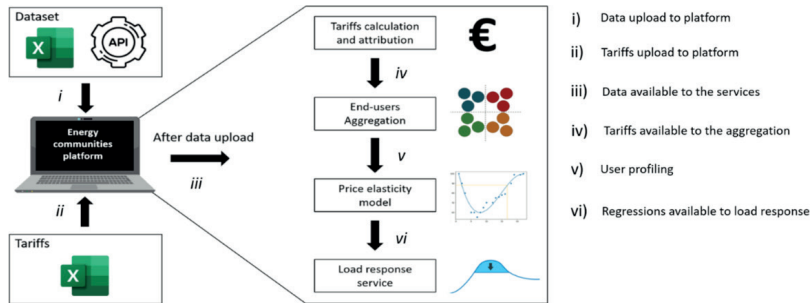 Dataset
API
i
Energy
communities
platform
After data upload
iii
ii
Tariffs
Tariffs calculation
and attribution
€
iv
End-users
Aggregation
v
Price elasticity
model
vi
Load response
service
i) Data upload to platform
ii) Tariffs upload to platform
iii) Data available to the services
iv) Tariffs available to the aggregation
v) User profiling
vi) Regressions available to load response